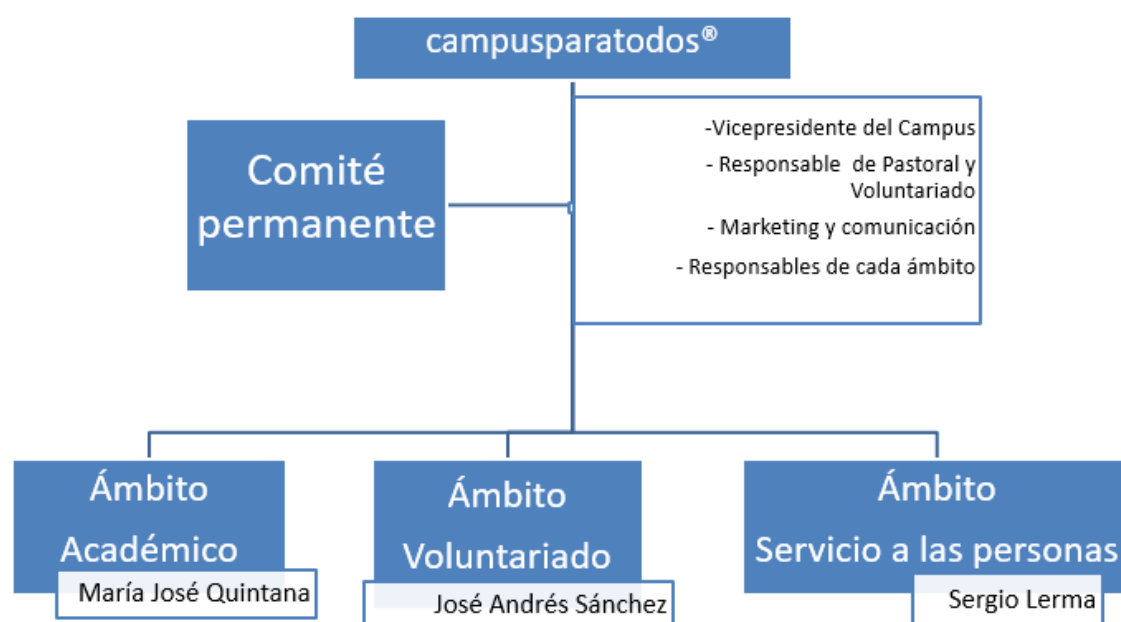 campusparatodos®
Comité
permanente
-Vicepresidente del Campus
- Responsable de Pastoral y
Voluntariado
- Marketing y comunicación
- Responsables de cada ámbito
Ámbito
Académico
María José Quintana
Ámbito
Voluntariado
José Andrés Sánchez
Ámbito
Servicio a las personas
Sergio Lerma